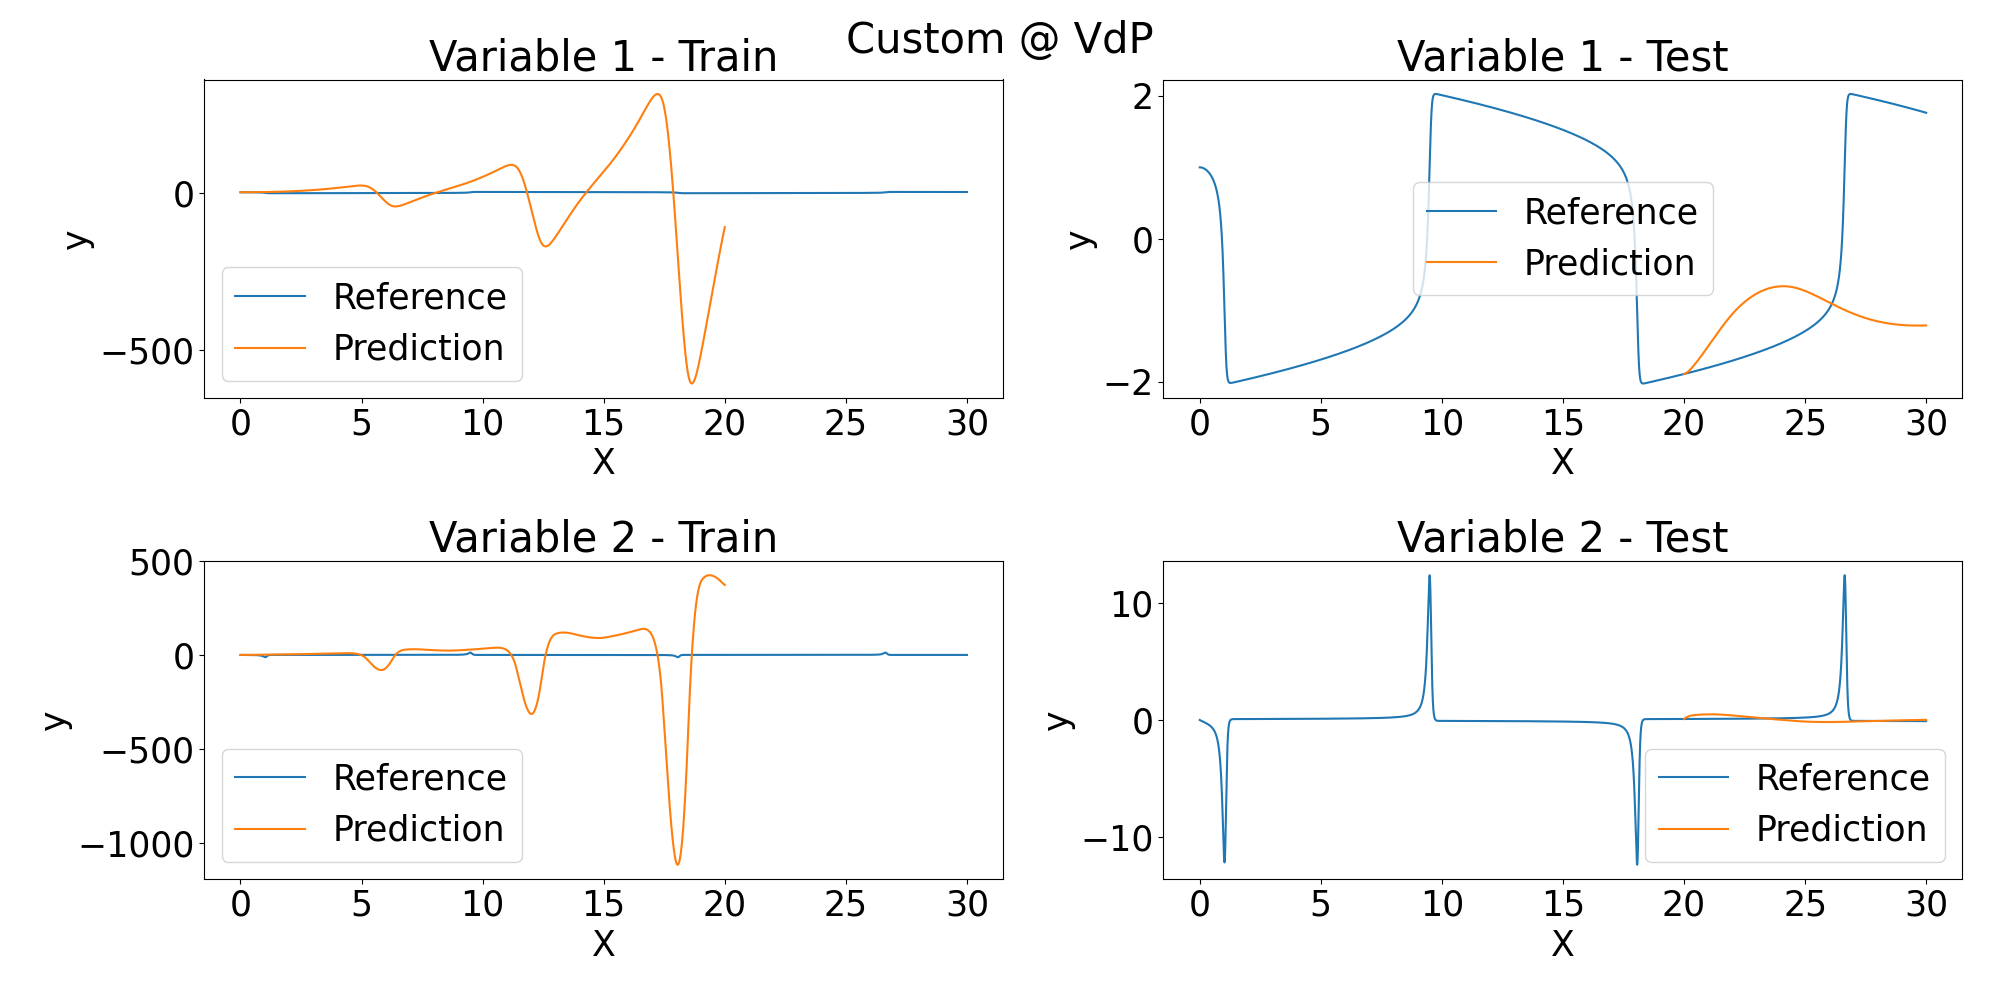 Custom @ VdP
Variable 1 - Train
0
−500
y
0 5 10 15 20 25 30
X
Reference
Prediction
Variable 1 - Test
2
0
−2
y
0 5 10 15 20 25 30
X
Reference
Prediction
Variable 2 - Train
500
0
−500
−1000
y
0 5 10 15 20 25 30
X
Reference
Prediction
Variable 2 - Test
10
0
−10
y
0 5 10 15 20 25 30
X
Reference
Prediction